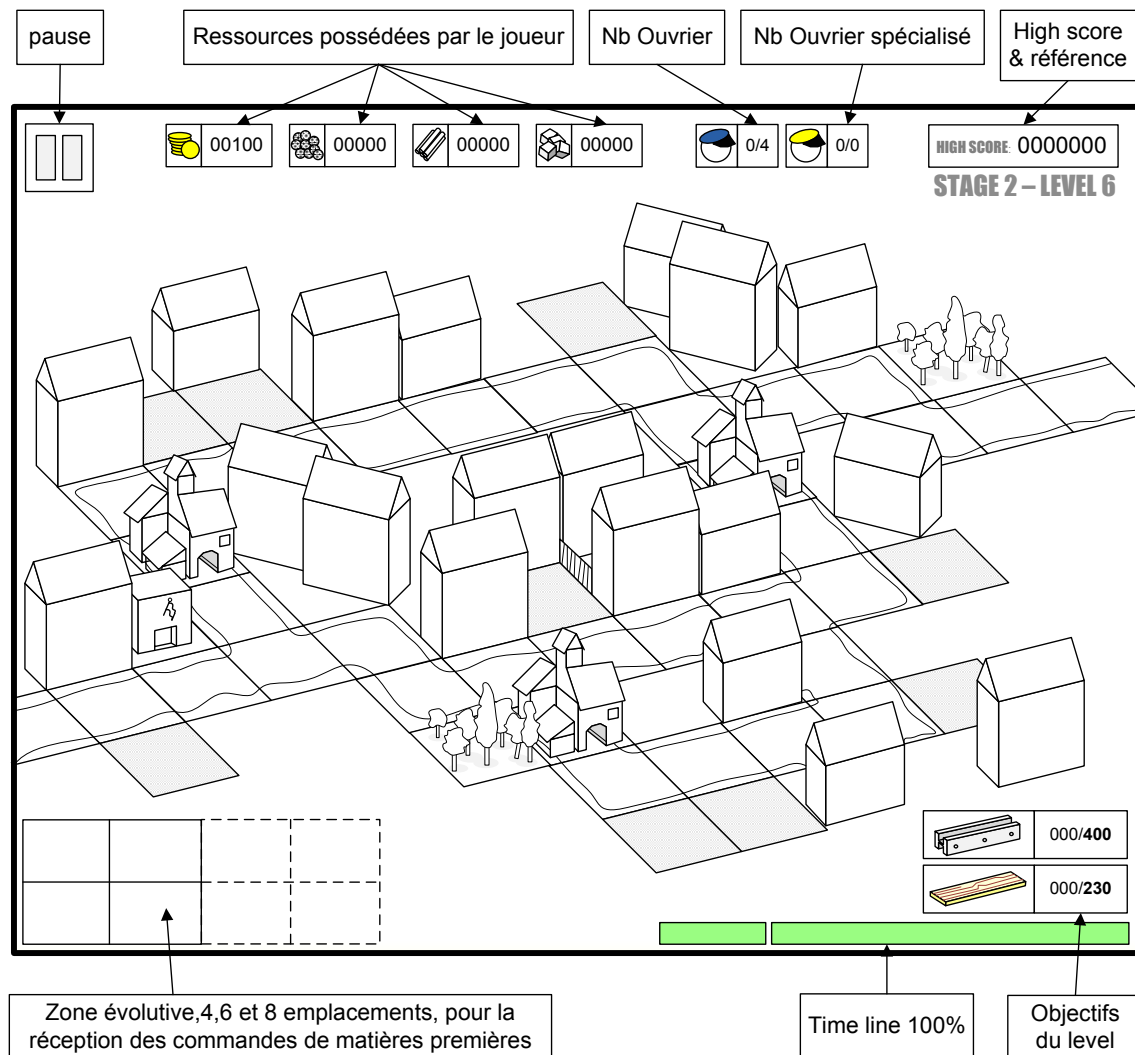 pause
Ressources possédées par le joueur
Nb Ouvrier
Nb Ouvrier spécialisé
High score
& référence
00100
00000
00000
00000
0/4
0/0
HIGH SCORE: 0000000
STAGE 2 – LEVEL 6
000/400
000/230
Zone évolutive,4,6 et 8 emplacements, pour la
réception des commandes de matières premières
Time line 100%
Objectifs
du level